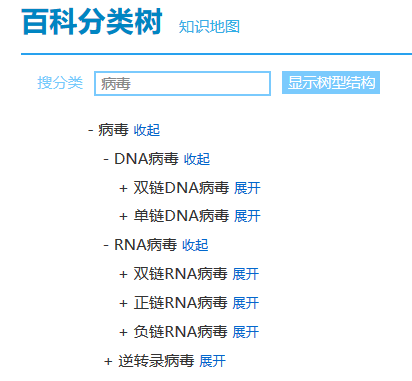 百科分类树 知识地图
搜分类 病毒 显示树型结构
- 病毒 收起
- DNA病毒 收起
+ 双链DNA病毒 展开
+ 单链DNA病毒 展开
- RNA病毒 收起
+ 双链RNA病毒 展开
+ 正链RNA病毒 展开
+ 负链RNA病毒 展开
+ 逆转录病毒 展开